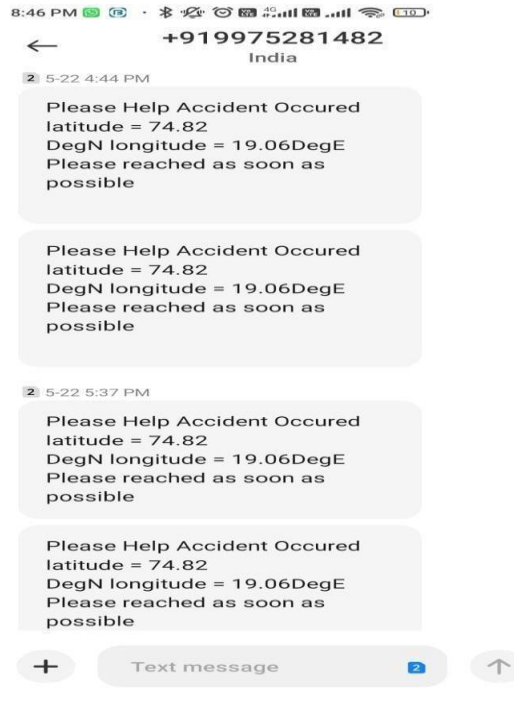 8:46 PM
4G
10
+919975281482
India
2 5-22 4:44 PM
Please Help Accident Occured
latitude = 74.82
DegN longitude = 19.06DegE
Please reached as soon as
possible
Please Help Accident Occured
latitude = 74.82
DegN longitude = 19.06DegE
Please reached as soon as
possible
2 5-22 5:37 PM
Please Help Accident Occured
latitude = 74.82
DegN longitude = 19.06DegE
Please reached as soon as
possible
Please Help Accident Occured
latitude = 74.82
DegN longitude = 19.06DegE
Please reached as soon as
possible
Text message
2